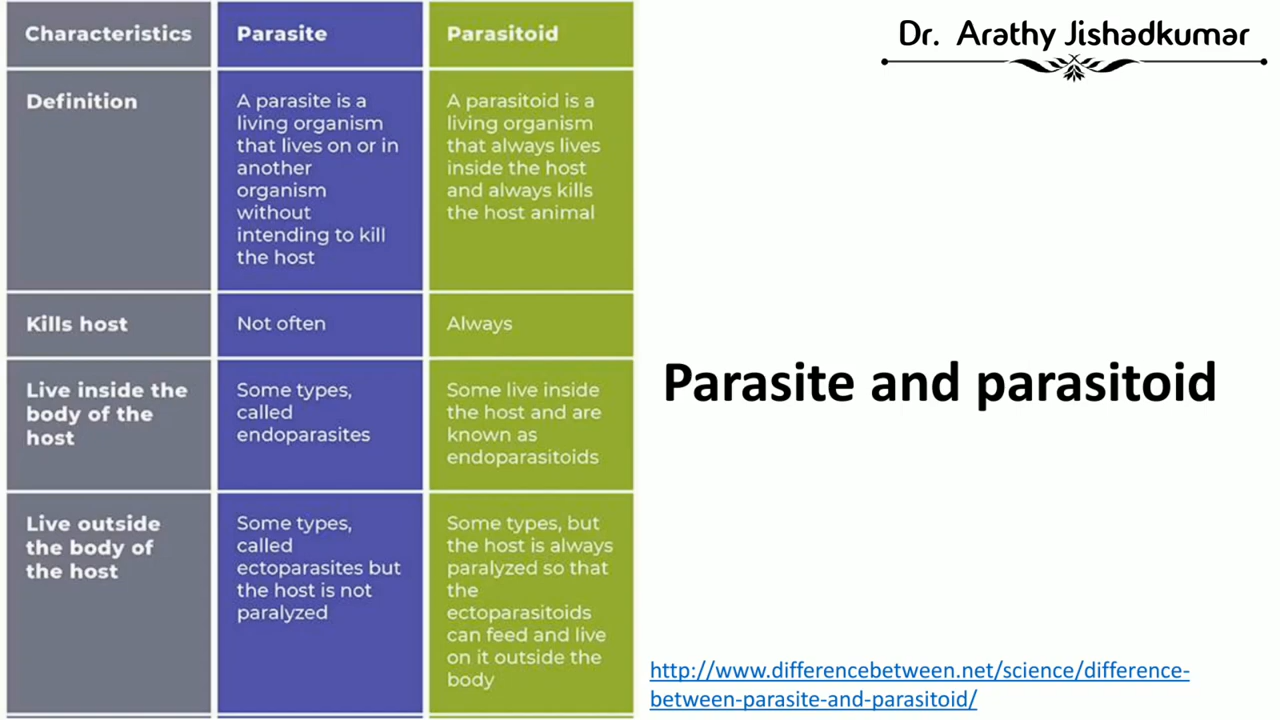 Characteristics
Parasite
Parasitoid
Definition
A parasite is a
living organism
that lives on or in
another
organism
without
intending to kill
the host
A parasitoid is a
living organism
that always lives
inside the host
and always kills
the host animal
Kills host
Not often
Always
Live inside the
body of the
host
Some types,
called
endoparasites
Some live inside
the host and are
known as
endoparasitoids
Live outside
the body of
the host
Some types,
called
ectoparasites but
the host is not
paralyzed
Some types, but
the host is always
paralyzed so that
the
ectoparasitoids
can feed and live
on it outside the
body
Dr. Arathy Jishadkumar
Parasite and parasitoid
http://www.differencebetween.net/science/difference-
between-parasite-and-parasitoid/